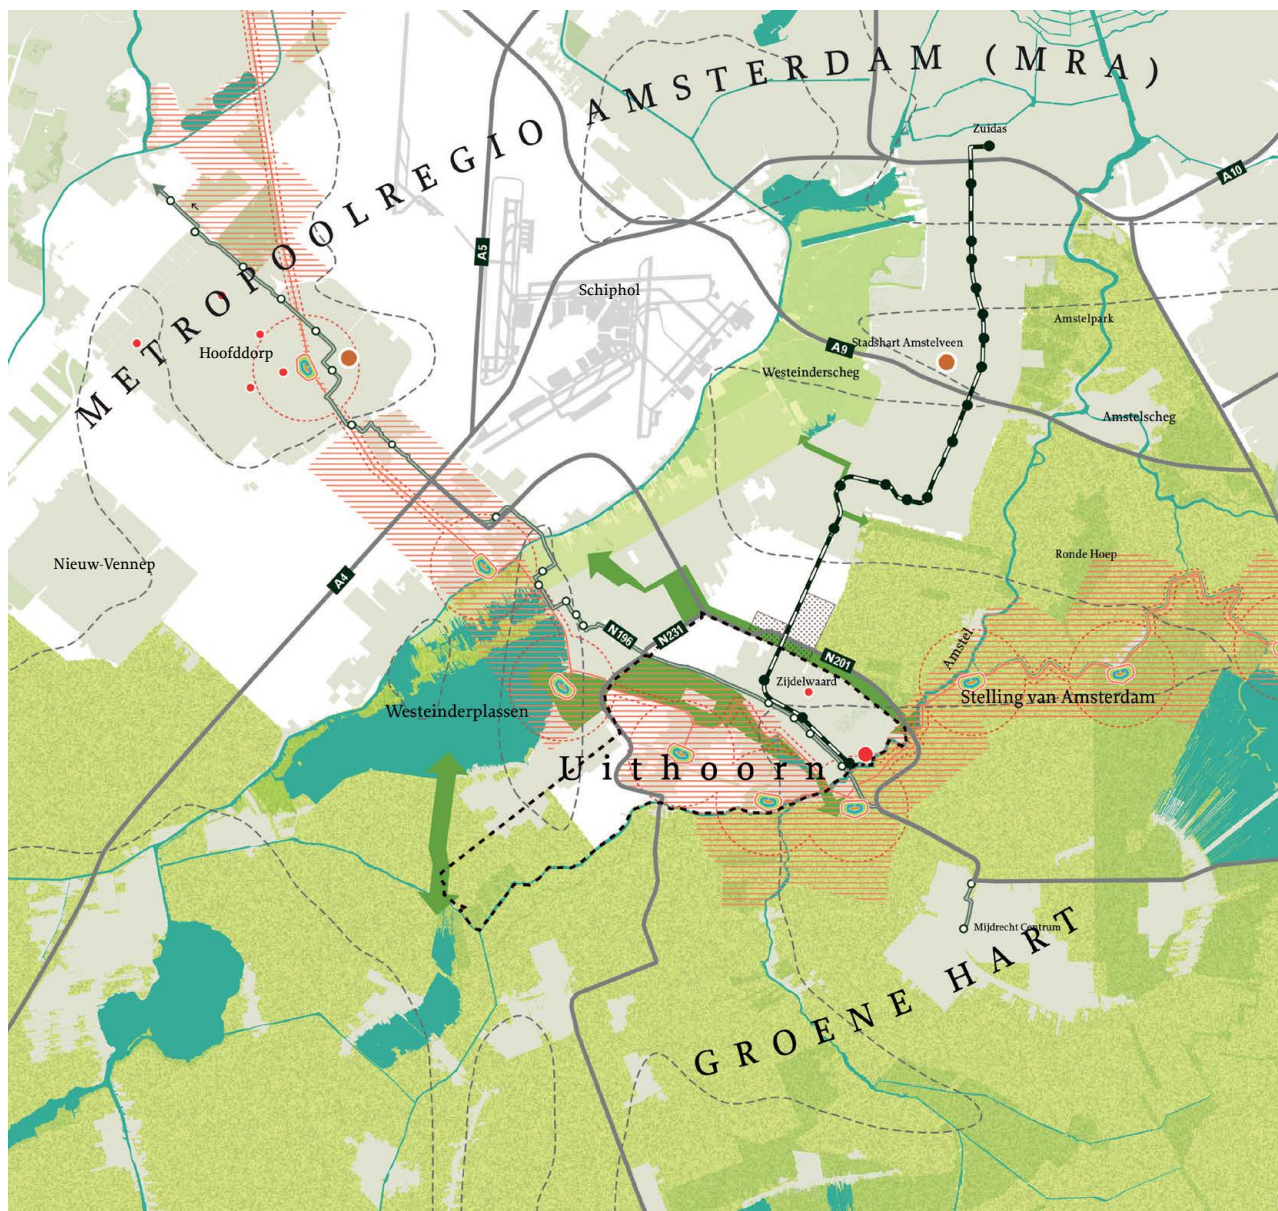 METROPOOLREGIO AMSTERDAM (MRA)
Zuidas
A10
A5
Schiphol
Amstelpark
Hoofddorp
A9
Stadshart Amstelveen
Westeinderscheg
Amstelscheg
Nieuw-Vennep
A4
Ronde Hoep
N196
N231
N201
Amstel
Zijdelwaard
Stelling van Amsterdam
Westeinderplassen
Uithoorn
Mijdrecht Centrum
GROENE HART